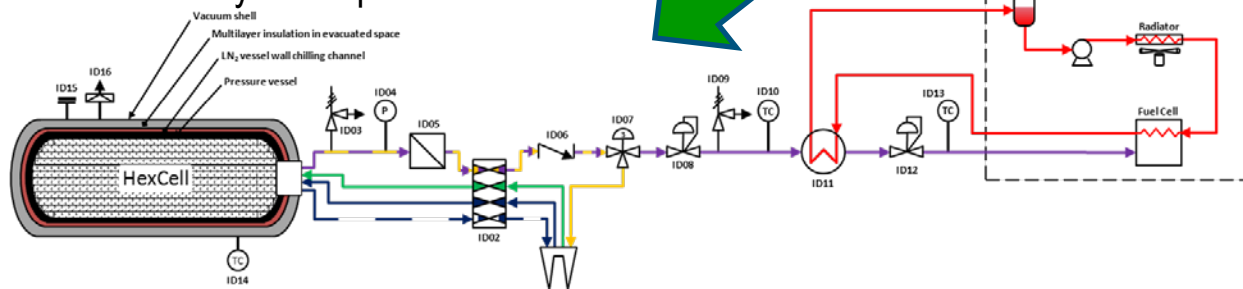 Vacuum shell
Multilayer insulation in evacuated space
LN₂ vessel wall chilling channel
Pressure vessel
ID15
ID16
ID03
ID04
P
ID05
ID06
ID07
ID08
ID09
ID10
TC
ID11
ID12
ID13
TC
Radiator
Fuel Cell
HexCell
ID02
TC
ID14